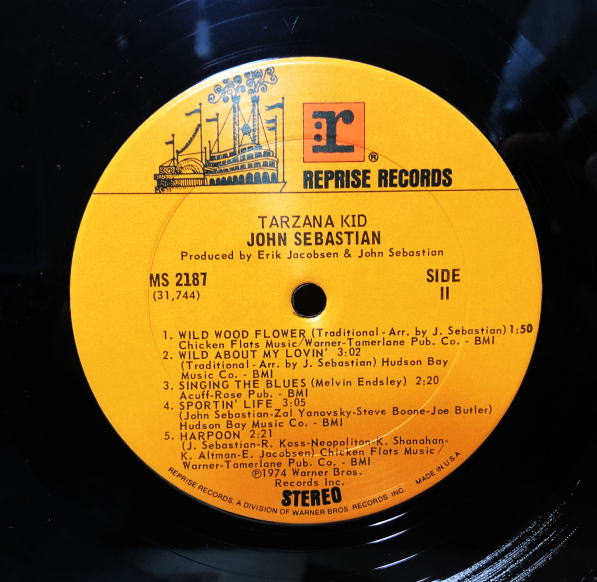 r
®
REPRISE RECORDS
TARZANA KID
JOHN SEBASTIAN
Produced by Erik Jacobsen & John Sebastian
MS 2187
(31,744)
SIDE
II
1. WILD WOOD FLOWER (Traditional - Arr. by J. Sebastian) 1:50
Chicken Flats Music/Warner-Tamerlane Pub. Co. - BMI
2. WILD ABOUT MY LOVIN' 3:02
(Traditional - Arr. by J. Sebastian) Hudson Bay
Music Co. - BMI
3. SINGING THE BLUES (Melvin Endsley) 2:20
Acuff-Rose Pub. - BMI
4. SPORTIN' LIFE 3:05
(John Sebastian-Zal Yanovsky-Steve Boone-Joe Butler)
Hudson Bay Music Co. - BMI
5. HARPOON 2:21
(J. Sebastian-R. Koss-Neopolitan-K. Shanahan-
K. Altman-E. Jacobsen) Chicken Flats Music/
Warner-Tamerlane Pub. Co. - BMI
℗1974 Warner Bros.
Records Inc.
STEREO
REPRISE RECORDS, A DIVISION OF WARNER BROS. RECORDS INC. MADE IN U.S.A.